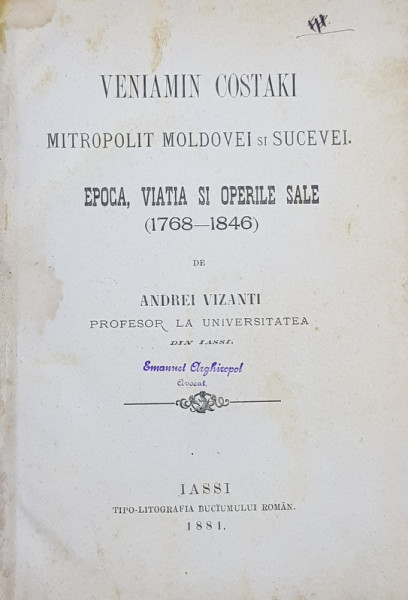 VENIAMIN COSTAKI
MITROPOLIT MOLDOVEI SI SUCEVEI.
EPOCA, VIATIA SI OPERILE SALE
(1768—1846)
DE
ANDREI VIZANTI
PROFESOR LA UNIVERSITATEA
DIN IASSI.
Emanuel Arghiropol
Avocat.
IASSI
TIPO-LITOGRAFIA BUCIUMULUI ROMÂN.
1881.